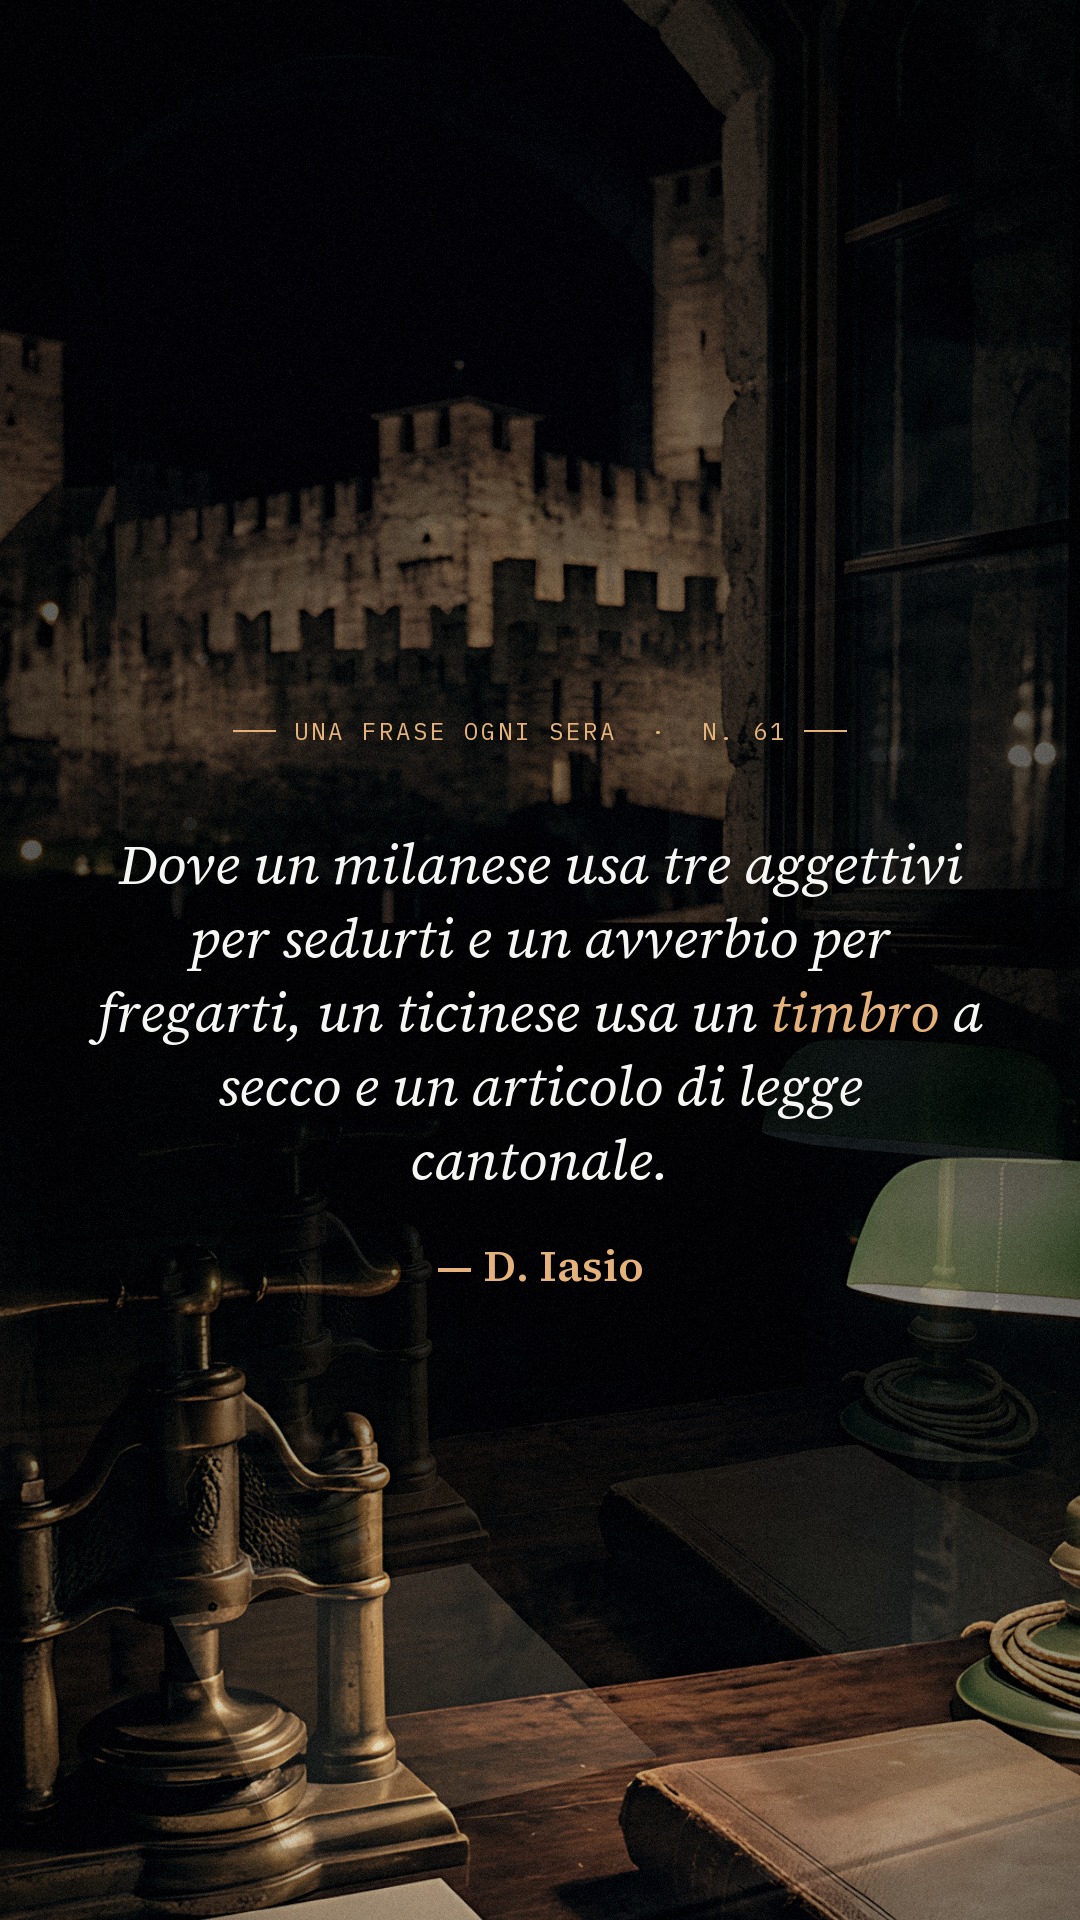 UNA FRASE OGNI SERA · N. 61
Dove un milanese usa tre aggettivi
per sedurti e un avverbio per
fregarti, un ticinese usa un timbro a
secco e un articolo di legge
cantonale.
— D. Iasio